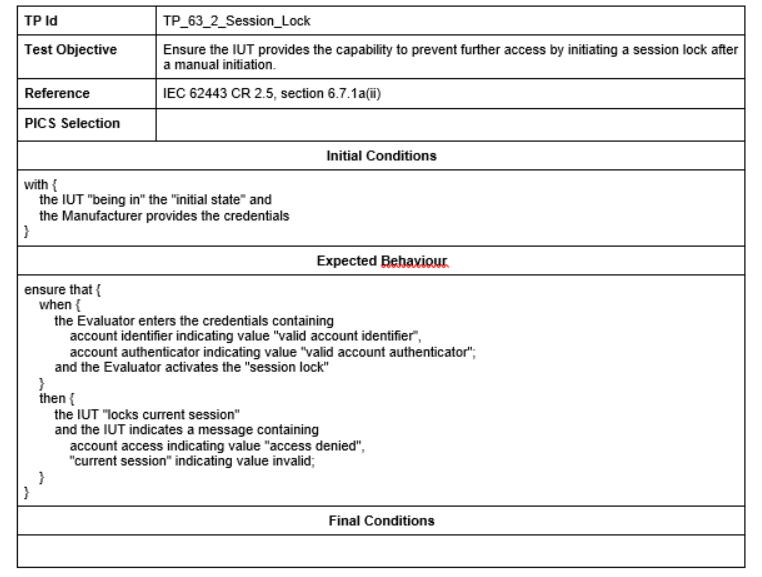 TP Id TP_63_2_Session_Lock
Test Objective Ensure the IUT provides the capability to prevent further access by initiating a session lock after
a manual initiation.
Reference IEC 62443 CR 2.5, section 6.7.1a(ii)
PICS Selection
Initial Conditions
with {
the IUT "being in" the "initial state" and
the Manufacturer provides the credentials
}
Expected Behaviour
ensure that {
when {
the Evaluator enters the credentials containing
account identifier indicating value "valid account identifier",
account authenticator indicating value "valid account authenticator";
and the Evaluator activates the "session lock"
}
then {
the IUT "locks current session"
and the IUT indicates a message containing
account access indicating value "access denied",
"current session" indicating value invalid;
}
}
Final Conditions